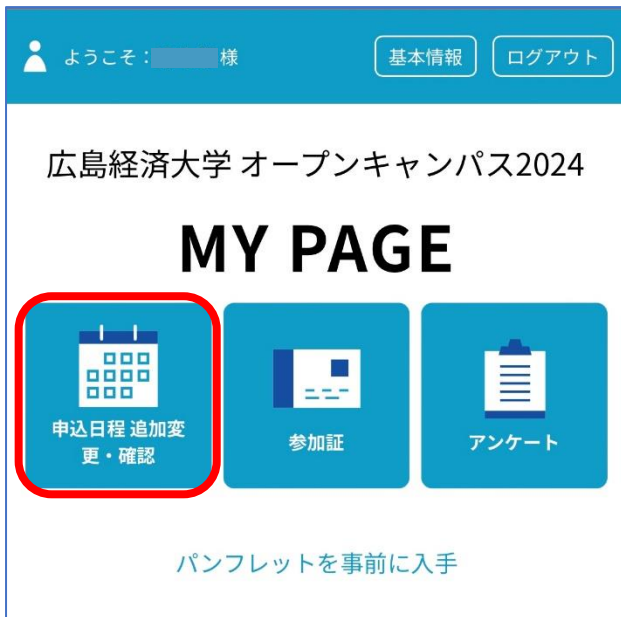 ようこそ： 様
基本情報
ログアウト
広島経済大学 オープンキャンパス2024
MY PAGE
申込日程 追加変
更・確認
参加証
アンケート
パンフレットを事前に入手